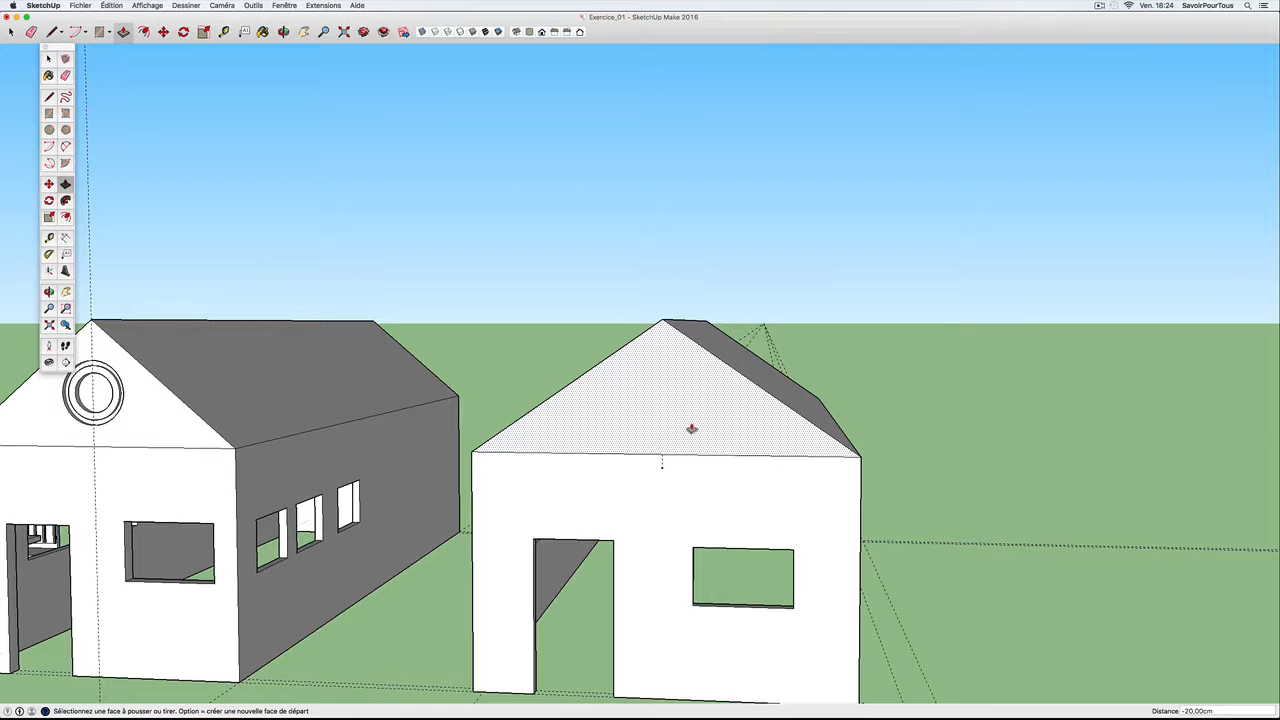 SketchUp Fichier Édition Affichage Dessiner Caméra Outils Fenêtre Extensions Aide Ven. 18:24 SavoirPourTous
Exercice_01 - SketchUp Make 2016
Sélectionnez une face à pousser ou tirer. Option = créer une nouvelle face de départ Distance -20.00cm